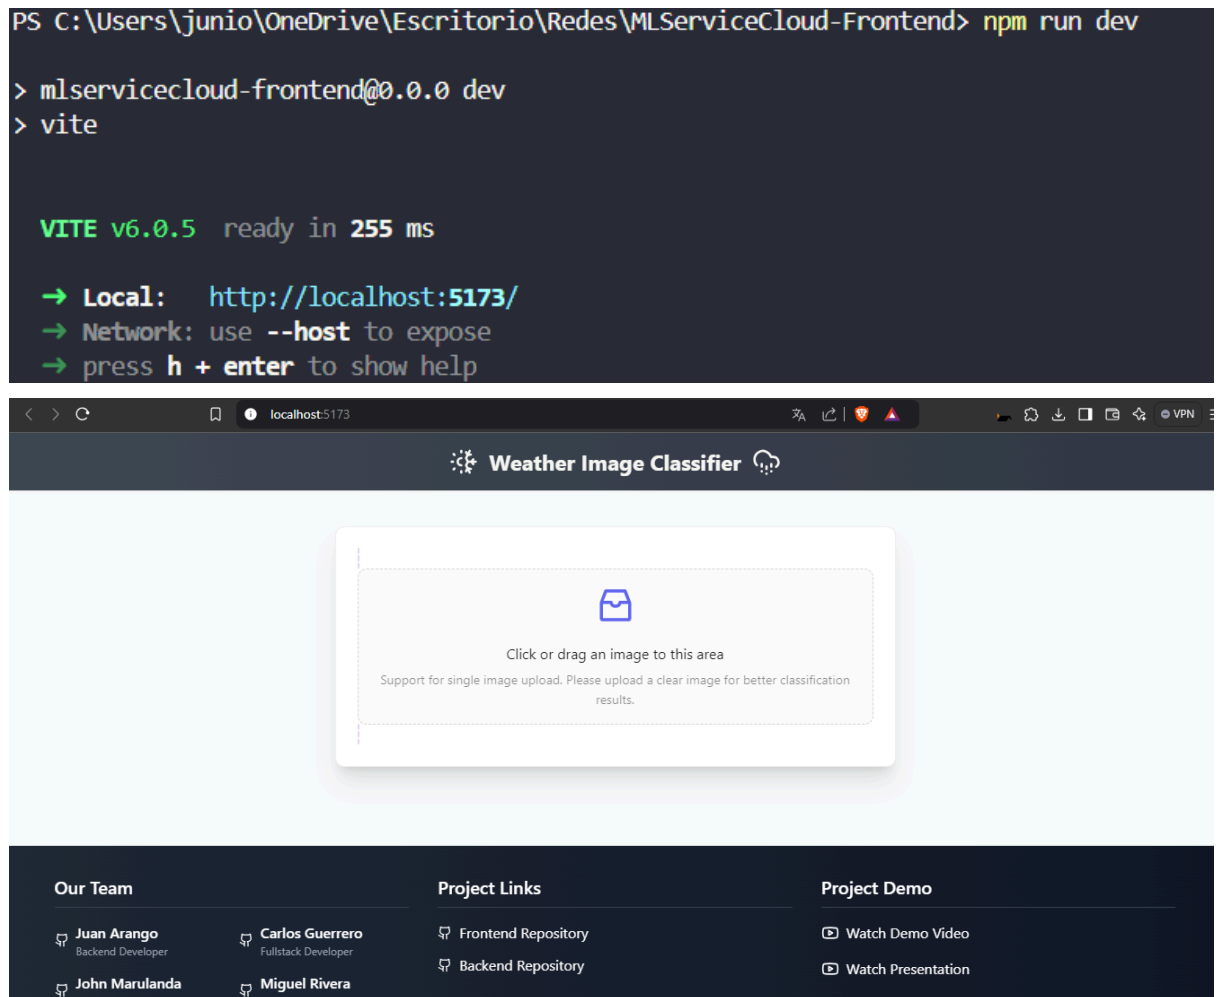 PS C:\Users\junio\OneDrive\Escritorio\Redes\MLServiceCloud-Frontend> npm run dev
> mlservicecloud-frontend@0.0.0 dev
> vite
VITE v6.0.5 ready in 255 ms
➜ Local: http://localhost:5173/
➜ Network: use --host to expose
➜ press h + enter to show help
localhost:5173
VPN
Weather Image Classifier
Click or drag an image to this area
Support for single image upload. Please upload a clear image for better classification
results.
Our Team
Juan Arango
Backend Developer
Carlos Guerrero
Fullstack Developer
John Marulanda
Miguel Rivera
Project Links
Frontend Repository
Backend Repository
Project Demo
Watch Demo Video
Watch Presentation